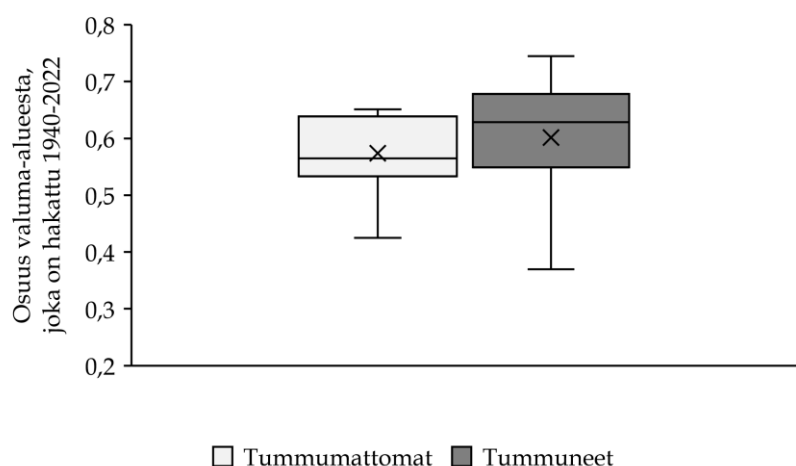 Osuus valuma-alueesta,
joka on hakattu 1940-2022
0,8
0,7
0,6
0,5
0,4
0,3
0,2
Tummumattomat
Tummuneet